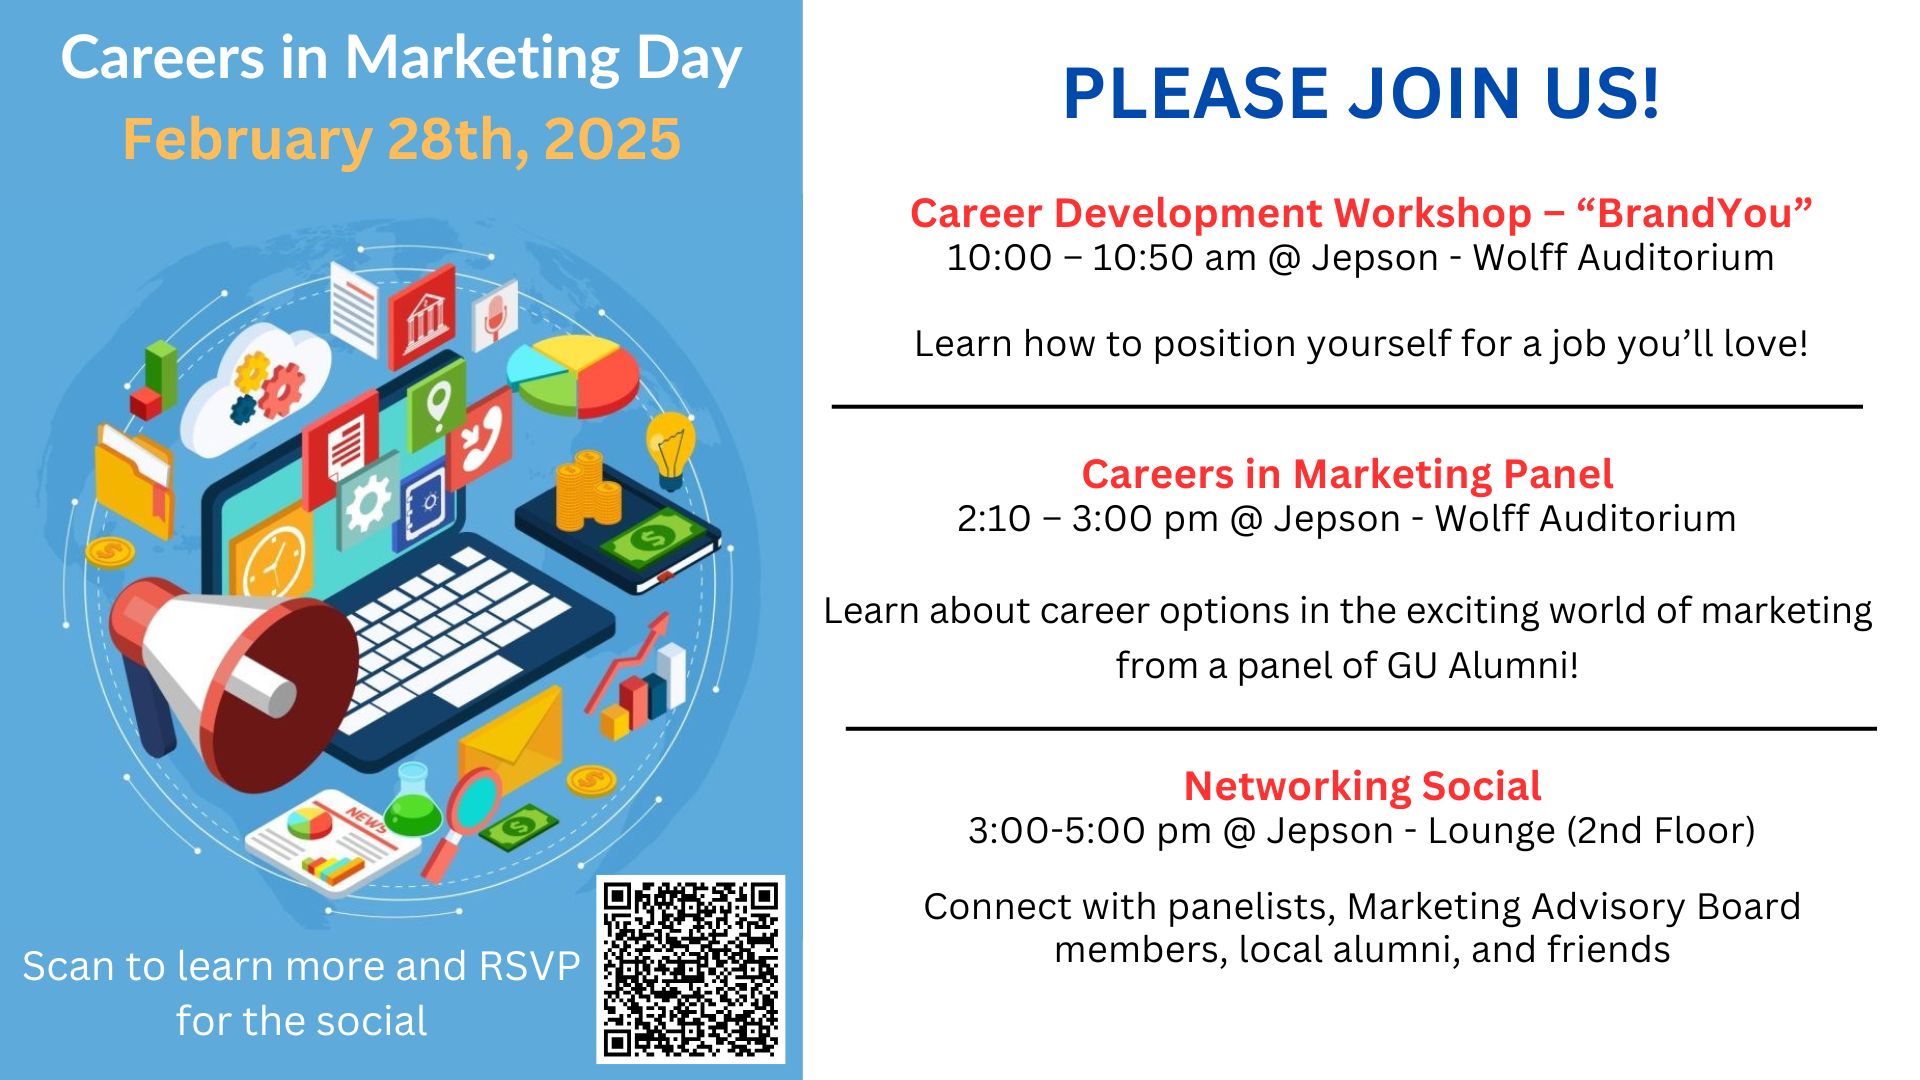 Careers in Marketing Day
February 28th, 2025
NEWS
Scan to learn more and RSVP
for the social
PLEASE JOIN US!
Career Development Workshop – “BrandYou”
10:00 – 10:50 am @ Jepson - Wolff Auditorium
Learn how to position yourself for a job you’ll love!
Careers in Marketing Panel
2:10 – 3:00 pm @ Jepson - Wolff Auditorium
Learn about career options in the exciting world of marketing
from a panel of GU Alumni!
Networking Social
3:00-5:00 pm @ Jepson - Lounge (2nd Floor)
Connect with panelists, Marketing Advisory Board
members, local alumni, and friends